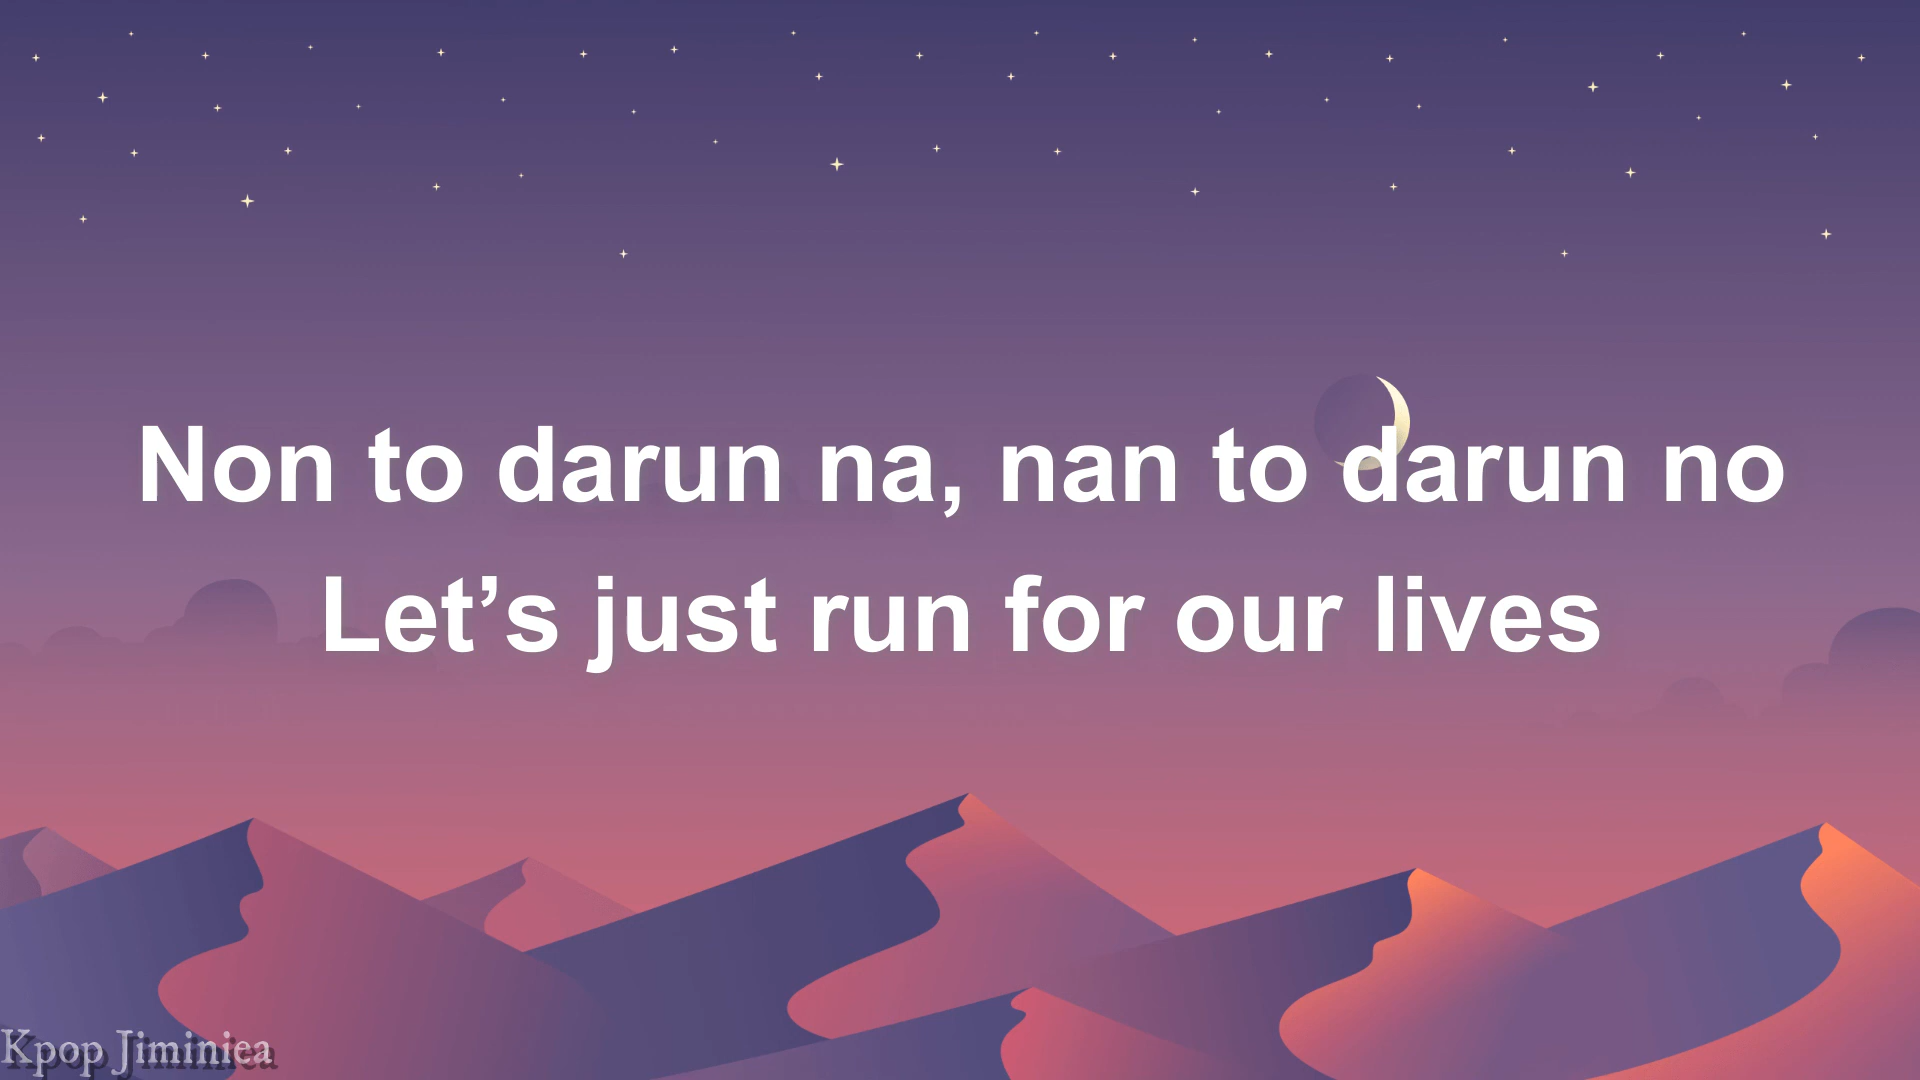 Non to darun na, nan to darun no
Let’s just run for our lives
Kpop Jiminiea